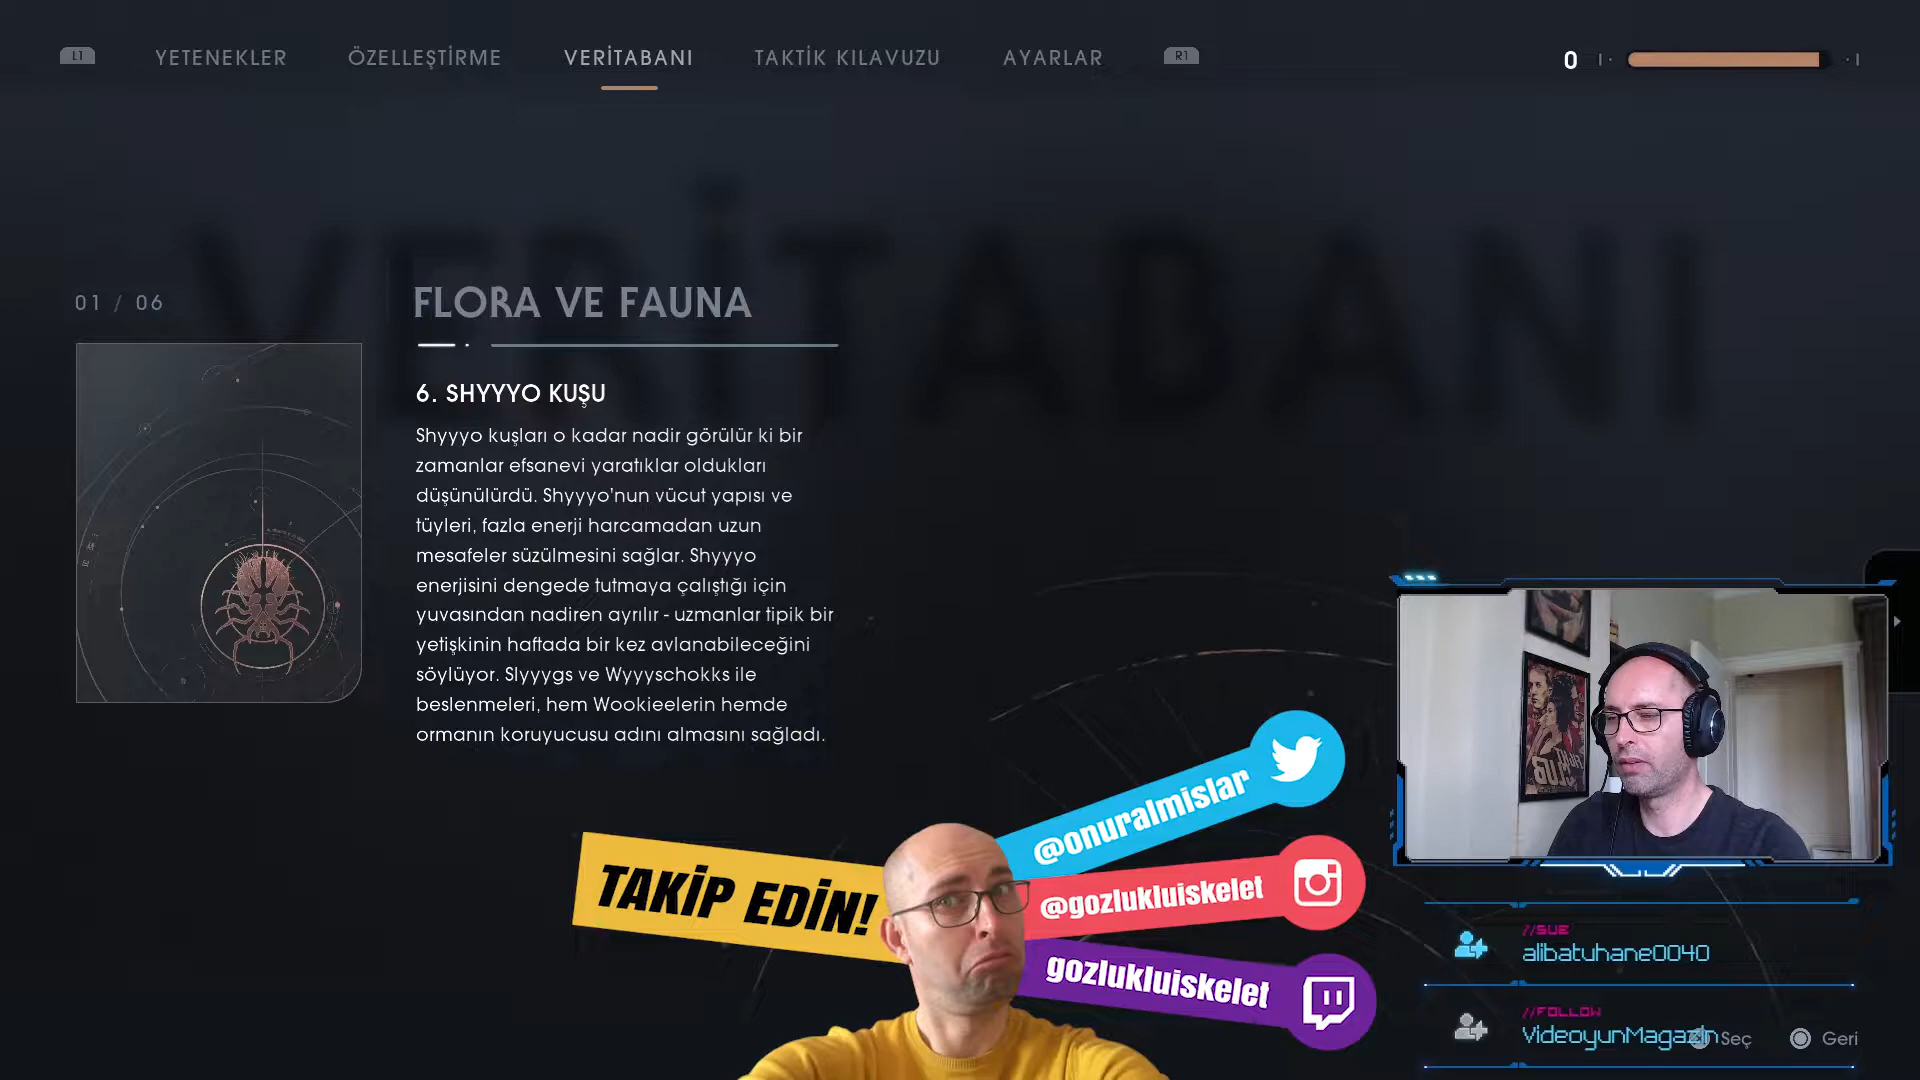 L1
YETENEKLER
ÖZELLEŞTİRME
VERİTABANI
TAKTİK KILAVUZU
AYARLAR
R1
0
VERİTABANI
01 / 06
FLORA VE FAUNA
6. SHYYYO KUŞU
Shyyyo kuşları o kadar nadir görülür ki bir
zamanlar efsanevi yaratıklar oldukları
düşünülürdü. Shyyyo'nun vücut yapısı ve
tüyleri, fazla enerji harcamadan uzun
mesafeler süzülmesini sağlar. Shyyyo
enerjisini dengede tutmaya çalıştığı için
yuvasından nadiren ayrılır - uzmanlar tipik bir
yetişkinin haftada bir kez avlanabileceğini
söylüyor. Slyyygs ve Wyyyschokks ile
beslenmeleri, hem Wookieelerin hemde
ormanın koruyucusu adını almasını sağladı.
TAKİP EDİN!
@onuralmislar
@gozlukluiskelet
gozlukluiskelet
//SUB
alibatuhane0040
//FOLLOW
VideoyunMagazin
Seç
Geri